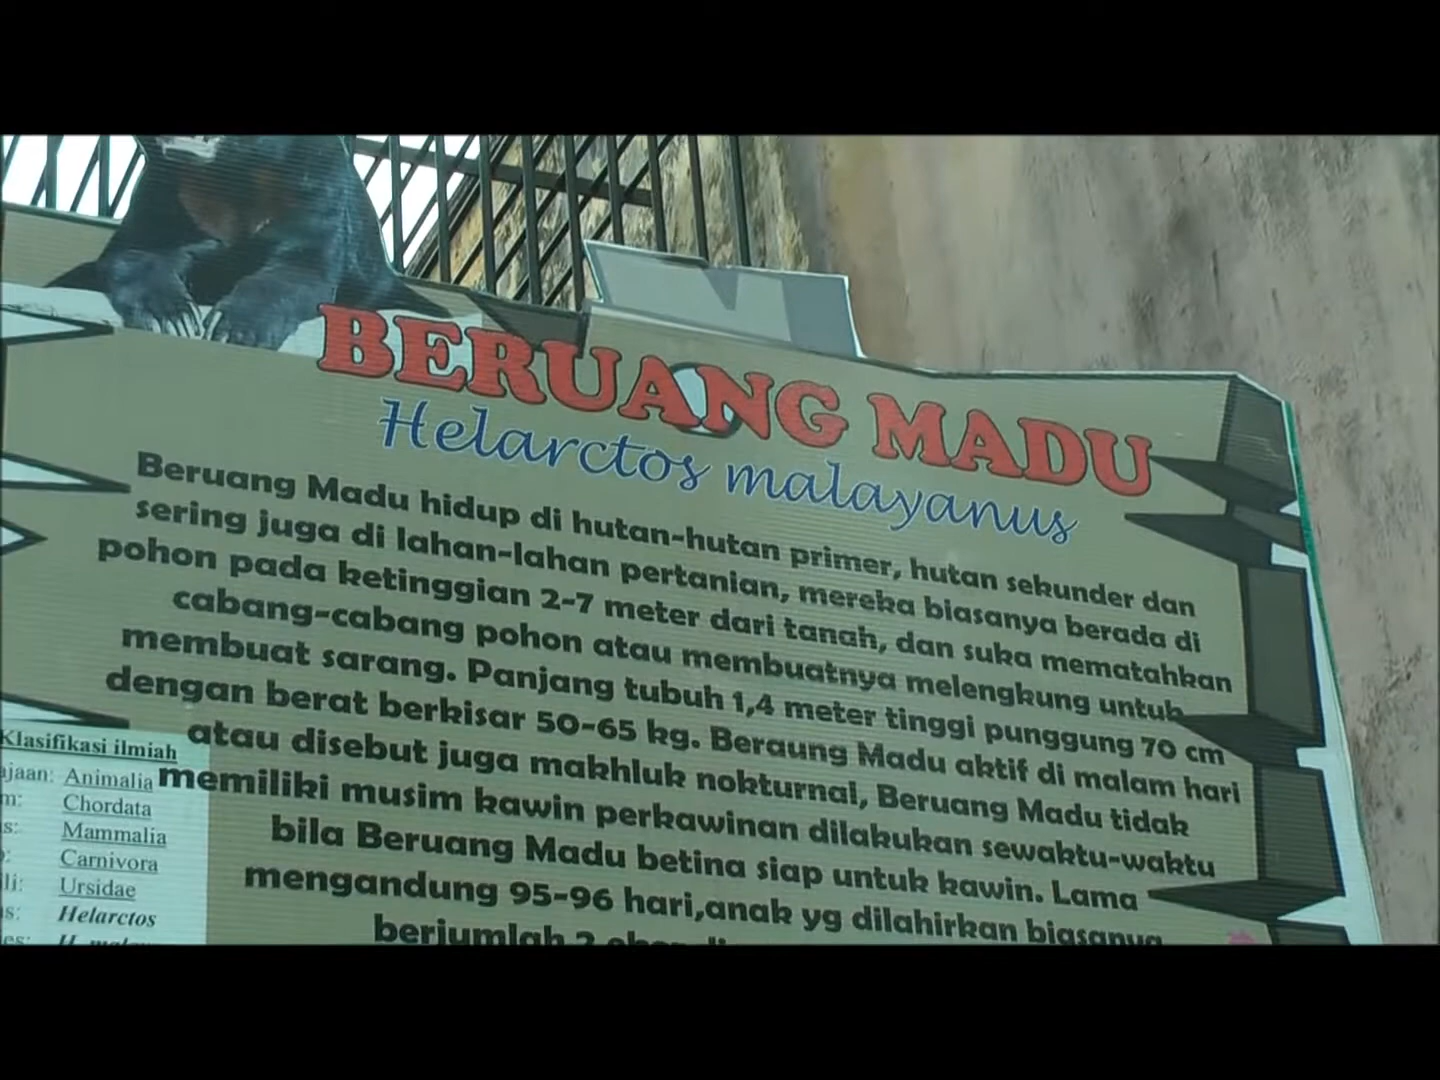 BERUANG MADU
Helarctos malayanus
Beruang Madu hidup di hutan-hutan primer, hutan sekunder dan
sering juga di lahan-lahan pertanian, mereka biasanya berada di
pohon pada ketinggian 2-7 meter dari tanah, dan suka mematahkan
cabang-cabang pohon atau membuatnya melengkung untuk
membuat sarang. Panjang tubuh 1,4 meter tinggi punggung 70 cm
dengan berat berkisar 50-65 kg. Beraung Madu aktif di malam hari
atau disebut juga makhluk nokturnal, Beruang Madu tidak
memiliki musim kawin perkawinan dilakukan sewaktu-waktu
bila Beruang Madu betina siap untuk kawin. Lama
mengandung 95-96 hari,anak yg dilahirkan biasanya
berjumlah 2
Klasifikasi ilmiah
Animalia
Chordata
Mammalia
Carnivora
Ursidae
Helarctos